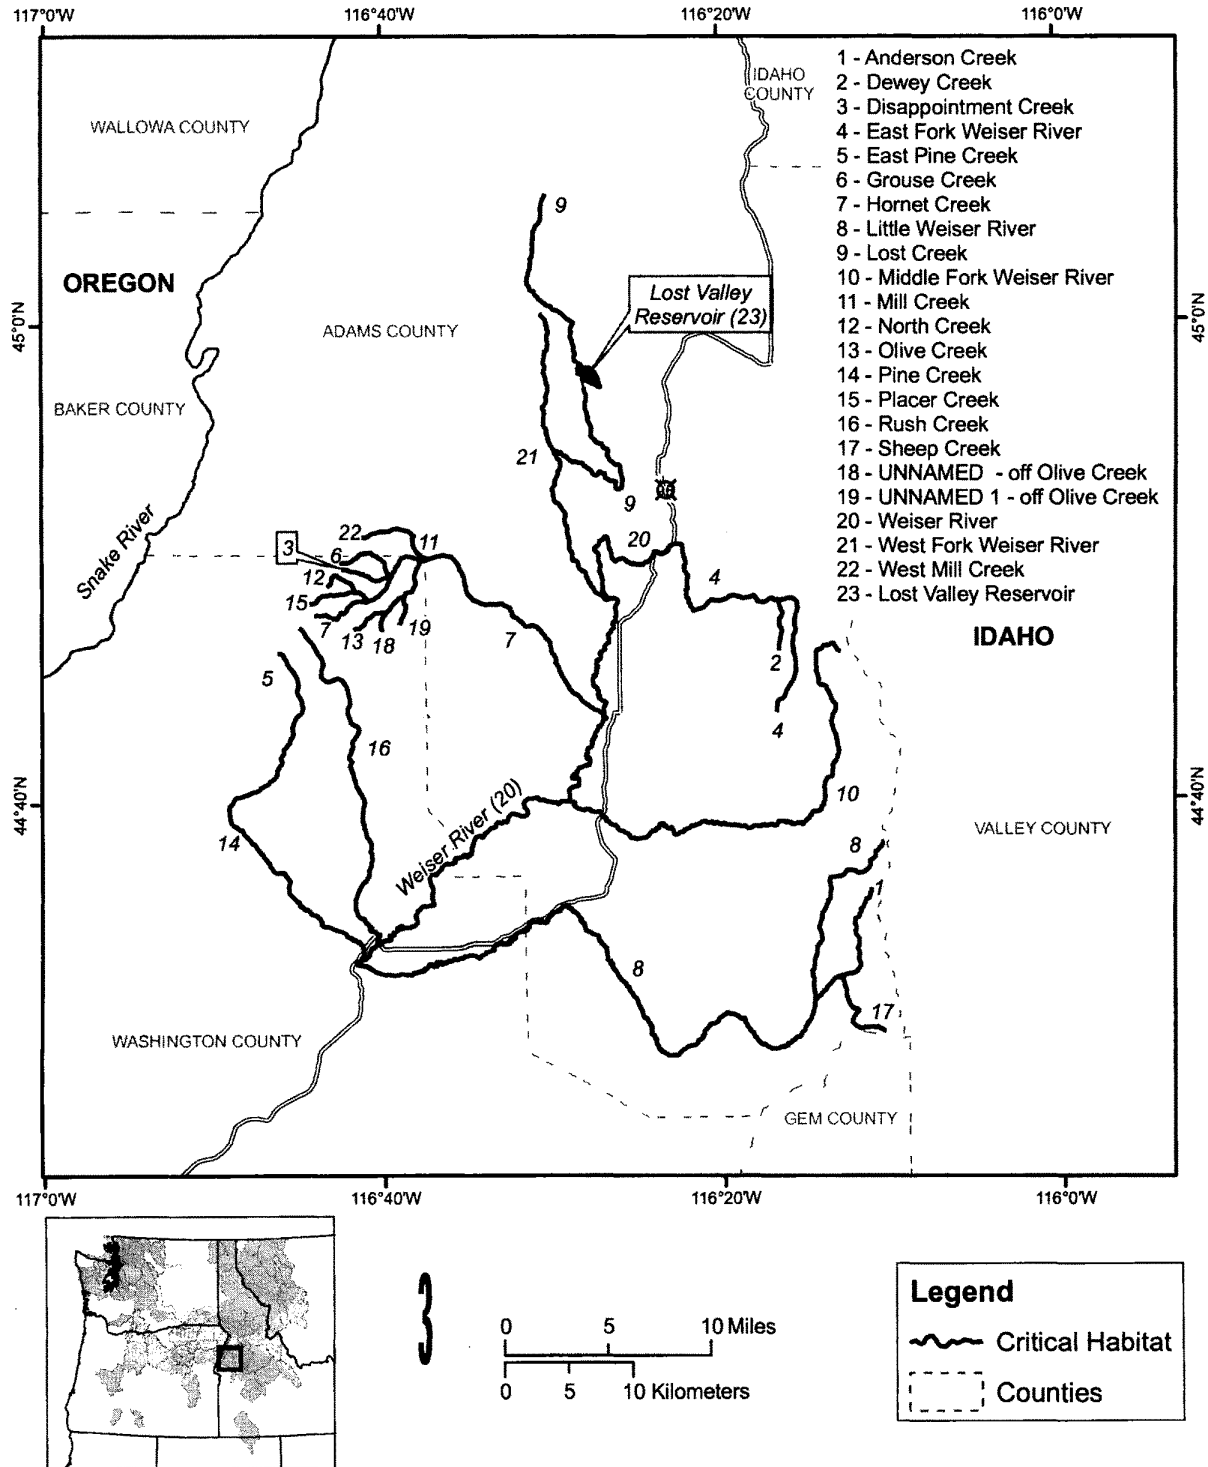 117°0'W
116°40'W
116°20'W
116°0'W
1 - Anderson Creek
2 - Dewey Creek
3 - Disappointment Creek
4 - East Fork Weiser River
5 - East Pine Creek
6 - Grouse Creek
7 - Hornet Creek
8 - Little Weiser River
9 - Lost Creek
10 - Middle Fork Weiser River
11 - Mill Creek
12 - North Creek
13 - Olive Creek
14 - Pine Creek
15 - Placer Creek
16 - Rush Creek
17 - Sheep Creek
18 - UNNAMED - off Olive Creek
19 - UNNAMED 1 - off Olive Creek
20 - Weiser River
21 - West Fork Weiser River
22 - West Mill Creek
23 - Lost Valley Reservoir
IDAHO
COUNTY
WALLOWA COUNTY
OREGON
9
Lost Valley
Reservoir (23)
45°0'N
45°0'N
ADAMS COUNTY
BAKER COUNTY
21
9
Snake River
22
11
20
3
6
12
15
7
13
18
19
7
4
2
4
IDAHO
5
16
10
44°40'N
44°40'N
Weiser River (20)
14
VALLEY COUNTY
8
1
8
17
WASHINGTON COUNTY
GEM COUNTY
117°0'W
116°40'W
116°20'W
116°0'W
3
0
5
10 Miles
0
5
10 Kilometers
Legend
Critical Habitat
Counties